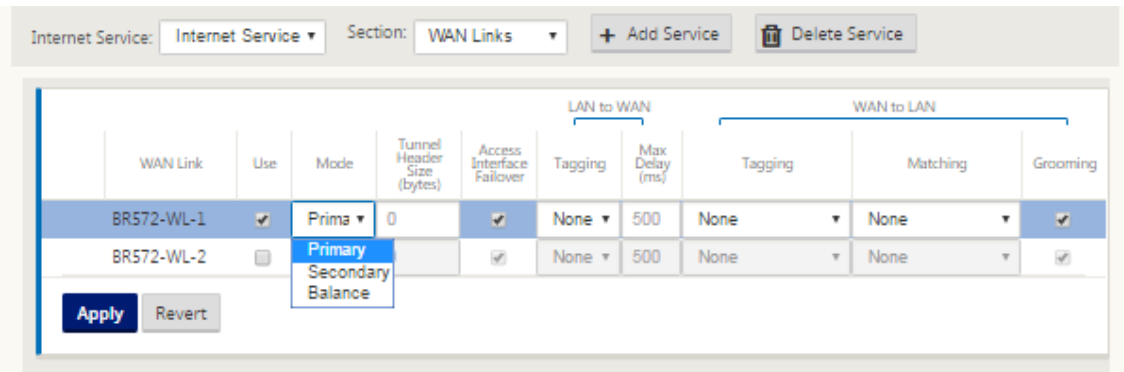 Internet Service: Internet Service Section: WAN Links + Add Service Delete Service
LAN to WAN WAN to LAN
WAN Link Use Mode Tunnel Header Size (bytes) Access Interface Failover Tagging Max Delay (ms) Tagging Matching Grooming
BR572-WL-1 Prima 0 None 500 None None
BR572-WL-2 None 500 None None
Primary
Secondary
Balance
Apply Revert